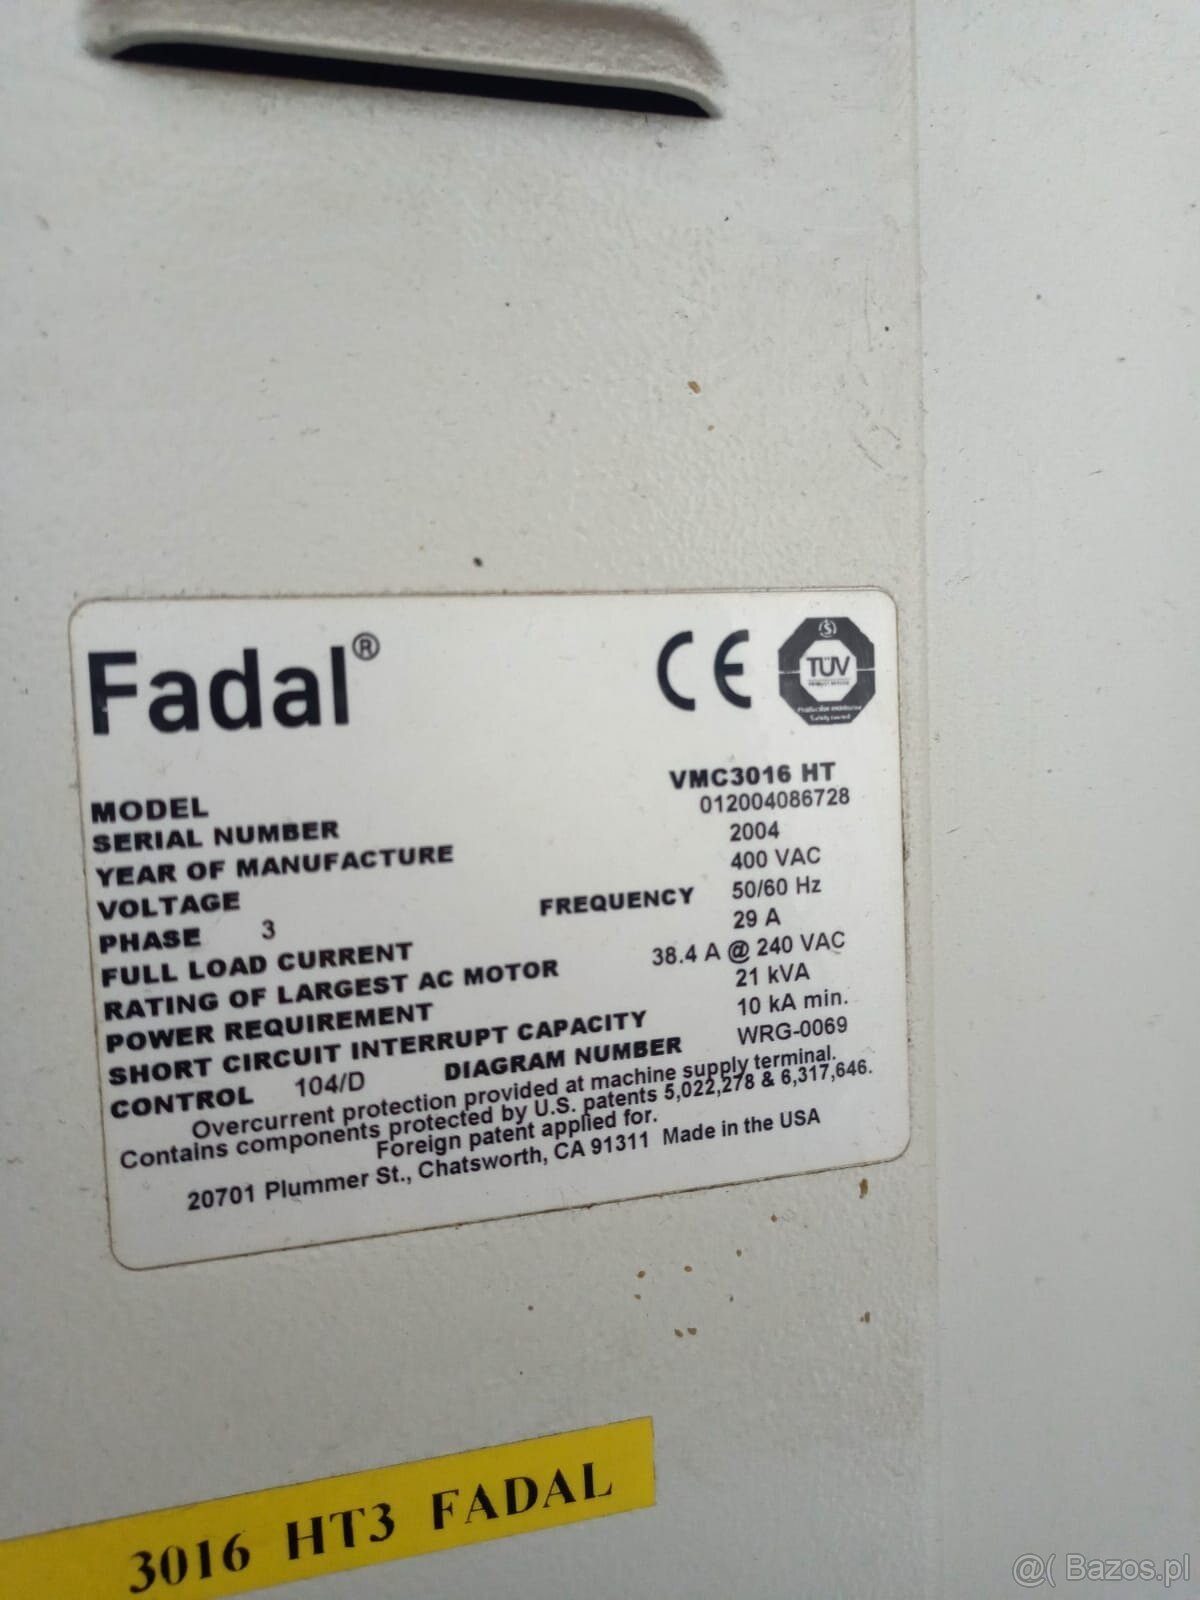 Fadal®
CE
TÜV
PRODUCT SERVICE
MODEL VMC3016 HT
SERIAL NUMBER 012004086728
YEAR OF MANUFACTURE 2004
VOLTAGE 400 VAC
PHASE 3 FREQUENCY 50/60 Hz
FULL LOAD CURRENT 29 A
RATING OF LARGEST AC MOTOR 38.4 A @ 240 VAC
POWER REQUIREMENT 21 kVA
SHORT CIRCUIT INTERRUPT CAPACITY 10 kA min.
CONTROL 104/D DIAGRAM NUMBER WRG-0069
Overcurrent protection provided at machine supply terminal.
Contains components protected by U.S. patents 5,022,278 & 6,317,646.
Foreign patent applied for.
20701 Plummer St., Chatsworth, CA 91311 Made in the USA
3016 HT3 FADAL
@( Bazos.pl